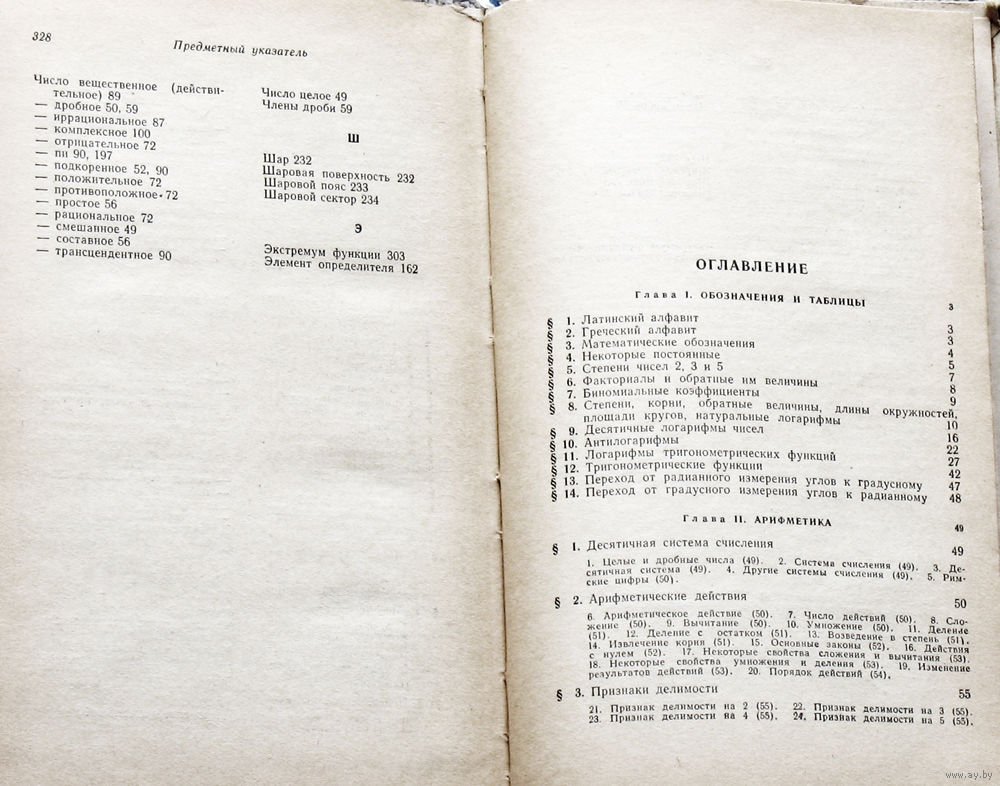 328
Предметный указатель
Число вещественное (действи-
тельное) 89
— дробное 50, 59
— иррациональное 87
— комплексное 100
— отрицательное 72
— пи 90, 197
— подкоренное 52, 90
— положительное 72
— противоположное 72
— простое 56
— рациональное 72
— смешанное 49
— составное 56
— трансцендентное 90
Число целое 49
Члены дроби 59
Ш
Шар 232
Шаровая поверхность 232
Шаровой пояс 233
Шаровой сектор 234
Э
Экстремум функции 303
Элемент определителя 162
ОГЛАВЛЕНИЕ
Глава I. ОБОЗНАЧЕНИЯ И ТАБЛИЦЫ 3
§ 1. Латинский алфавит 3
§ 2. Греческий алфавит 3
§ 3. Математические обозначения 4
§ 4. Некоторые постоянные 5
§ 5. Степени чисел 2, 3 и 5 7
§ 6. Факториалы и обратные им величины 8
§ 7. Биномиальные коэффициенты 9
§ 8. Степени, корни, обратные величины, длины окружностей,
площади кругов, натуральные логарифмы 10
§ 9. Десятичные логарифмы чисел 16
§ 10. Антилогарифмы 22
§ 11. Логарифмы тригонометрических функций 27
§ 12. Тригонометрические функции 42
§ 13. Переход от радианного измерения углов к градусному 47
§ 14. Переход от градусного измерения углов к радианному 48
Глава II. АРИФМЕТИКА 49
§ 1. Десятичная система счисления 49
1. Целые и дробные числа (49). 2. Система счисления (49). 3. Де-
сятичная система (49). 4. Другие системы счисления (49). 5. Рим-
ские цифры (50).
§ 2. Арифметические действия 50
6. Арифметическое действие (50). 7. Число действий (50). 8. Сло-
жение (50). 9. Вычитание (50). 10. Умножение (50). 11. Деление
(51). 12. Деление с остатком (51). 13. Возведение в степень (51).
14. Извлечение корня (51). 15. Основные законы (52). 16. Действия
с нулем (52). 17. Некоторые свойства сложения и вычитания (53).
18. Некоторые свойства умножения и деления (53). 19. Изменение
результатов действий (53). 20. Порядок действий (54).
§ 3. Признаки делимости 55
21. Признак делимости на 2 (55). 22. Признак делимости на 3 (55).
23. Признак делимости на 4 (55). 24. Признак делимости на 5 (55).
www.ay.by